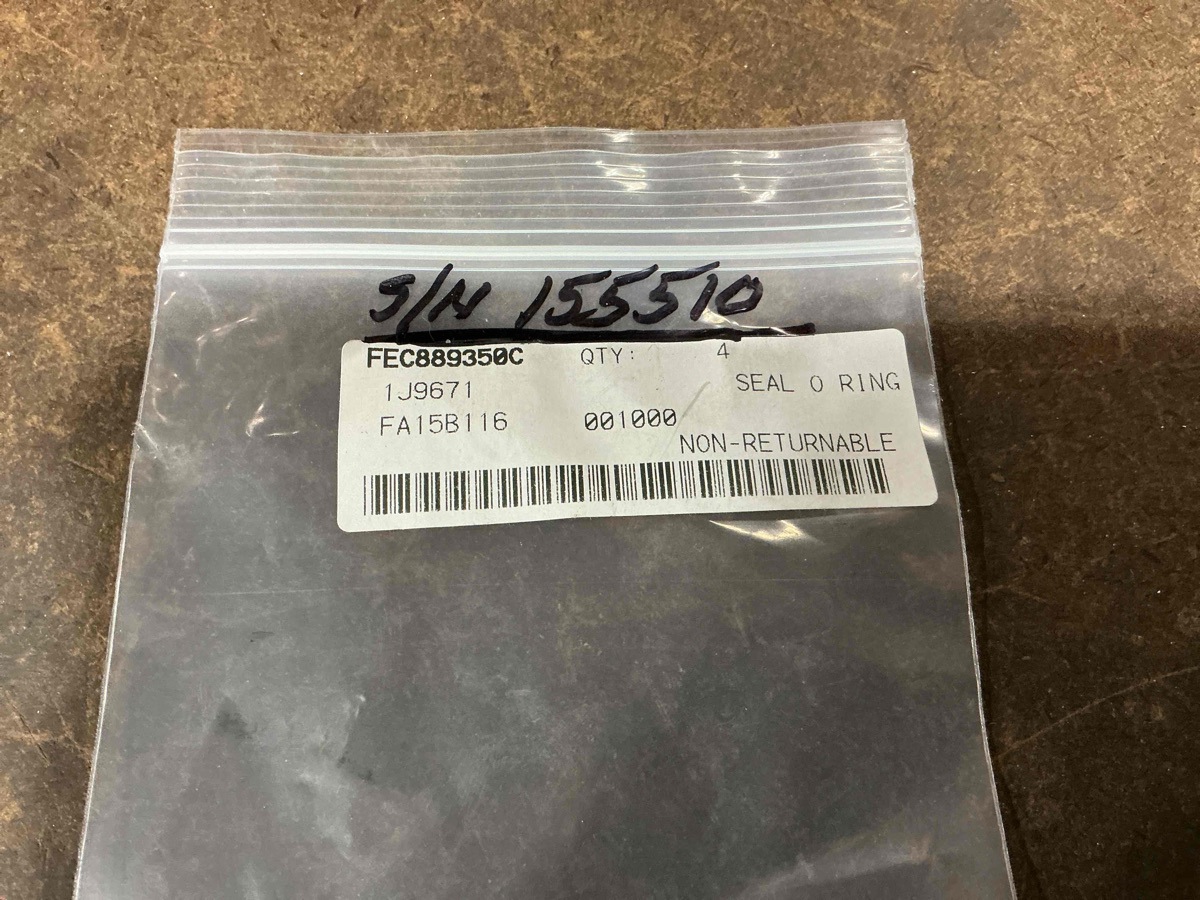 S/N 155510
FEC889350C QTY: 4
1J9671 SEAL O RING
FA15B116 001000
NON-RETURNABLE